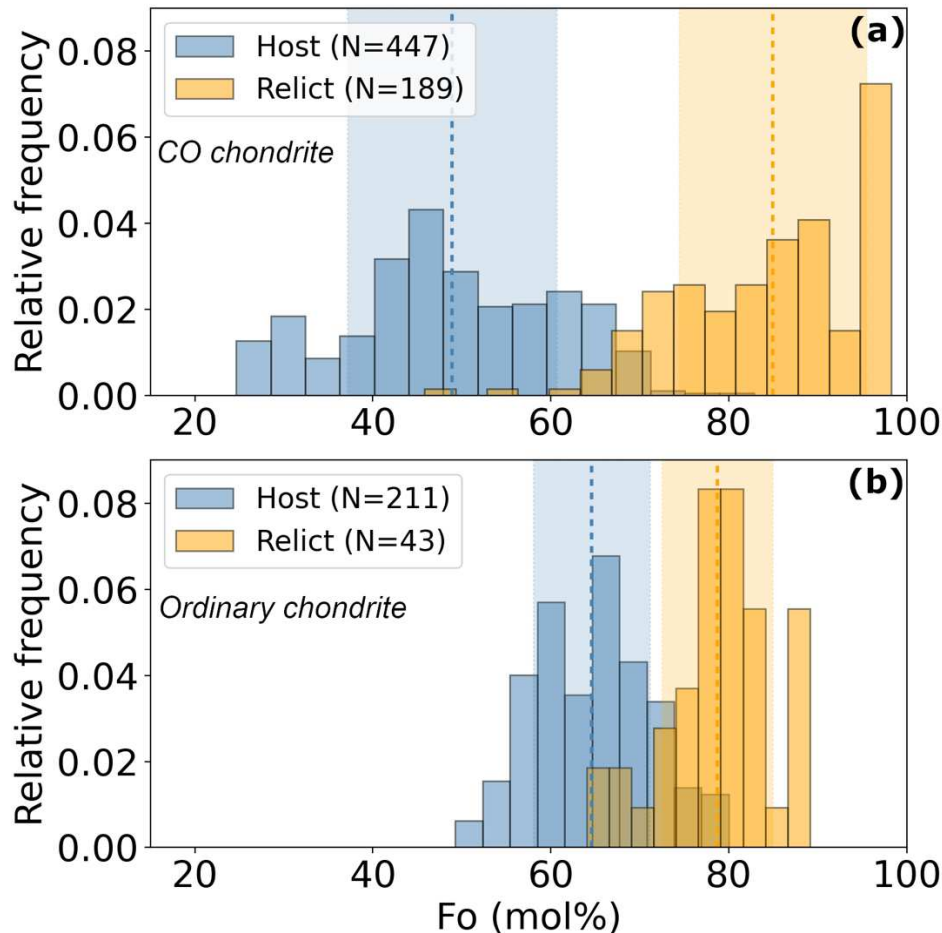 (a)
Host (N=447)
Relict (N=189)
CO chondrite
Relative frequency
0.08
0.06
0.04
0.02
0.00
20 40 60 80 100
(b)
Host (N=211)
Relict (N=43)
Ordinary chondrite
Relative frequency
0.08
0.06
0.04
0.02
0.00
20 40 60 80 100
Fo (mol%)